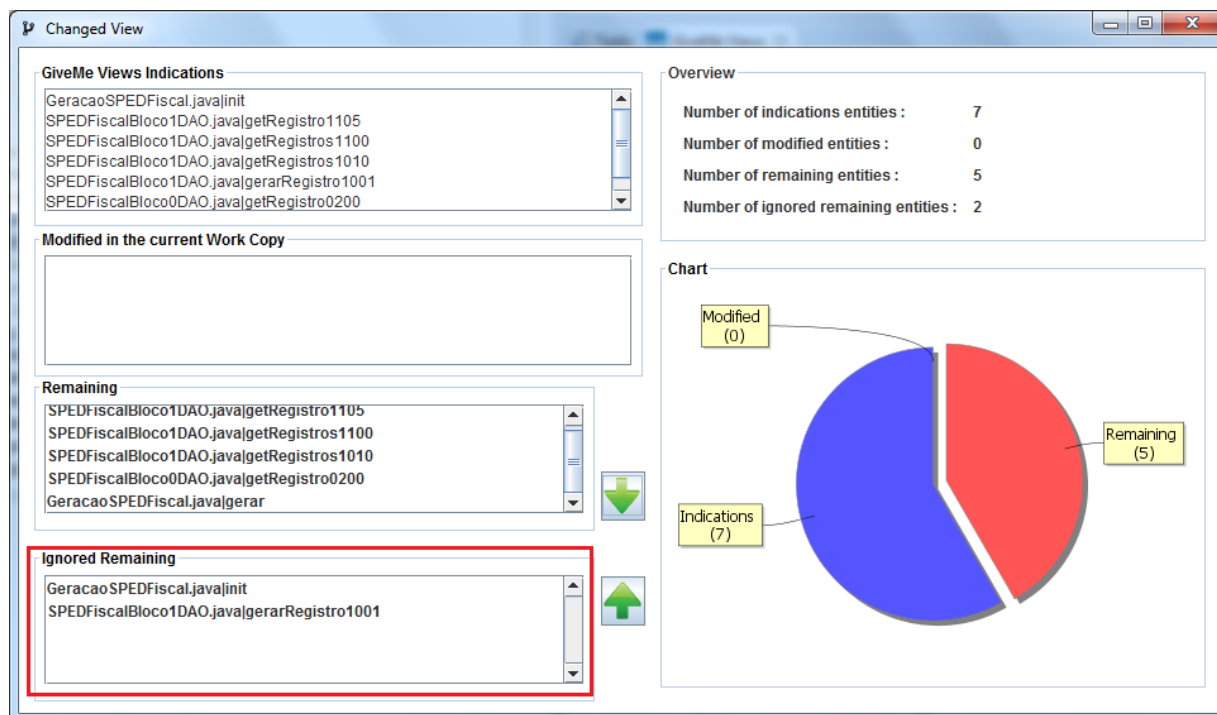 Changed View
GiveMe Views Indications
GeracaoSPEDFiscal.java|init
SPEDFiscalBloco1DAO.java|getRegistro1105
SPEDFiscalBloco1DAO.java|getRegistros1100
SPEDFiscalBloco1DAO.java|getRegistros1010
SPEDFiscalBloco1DAO.java|gerarRegistro1001
SPEDFiscalBloco0DAO.java|getRegistro0200
Modified in the current Work Copy
Remaining
SPEDFiscalBloco1DAO.java|getRegistro1105
SPEDFiscalBloco1DAO.java|getRegistros1100
SPEDFiscalBloco1DAO.java|getRegistros1010
SPEDFiscalBloco0DAO.java|getRegistro0200
GeracaoSPEDFiscal.java|gerar
Ignored Remaining
GeracaoSPEDFiscal.java|init
SPEDFiscalBloco1DAO.java|gerarRegistro1001
Overview
Number of indications entities : 7
Number of modified entities : 0
Number of remaining entities : 5
Number of ignored remaining entities : 2
Chart
Modified
(0)
Remaining
(5)
Indications
(7)